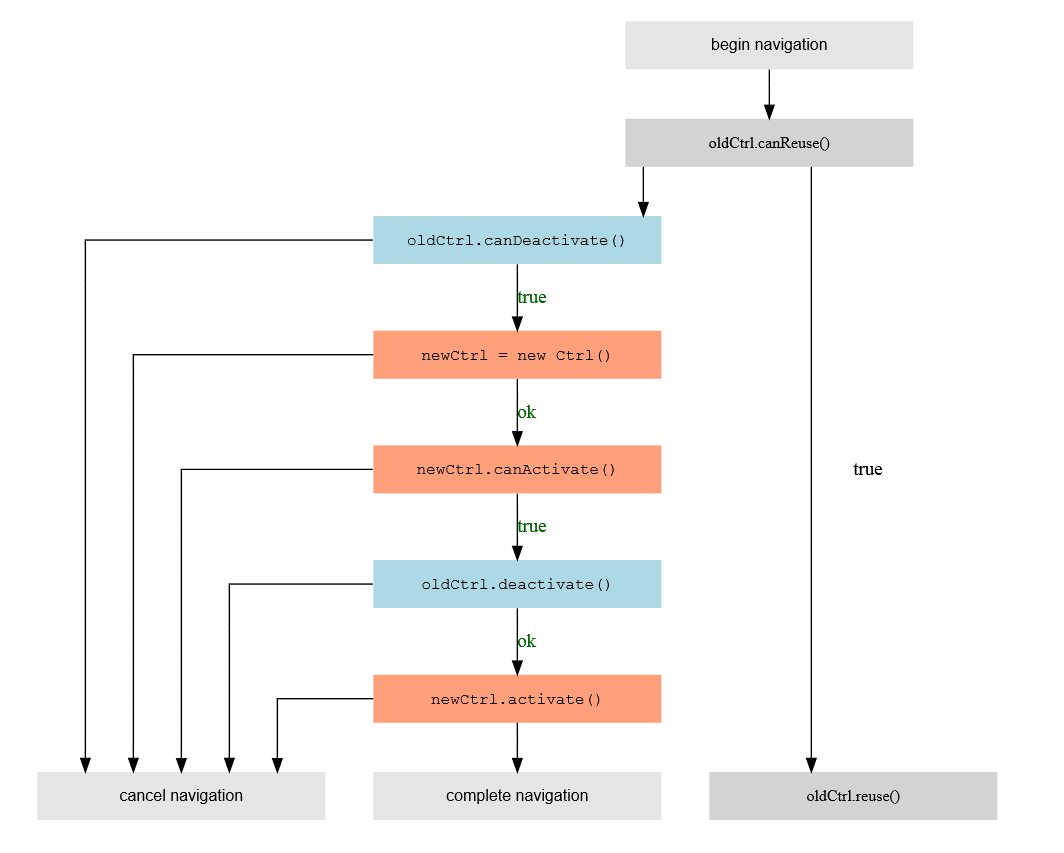 begin navigation
oldCtrl.canReuse()
oldCtrl.canDeactivate()
true
newCtrl = new Ctrl()
ok
newCtrl.canActivate()
true
true
oldCtrl.deactivate()
ok
newCtrl.activate()
cancel navigation
complete navigation
oldCtrl.reuse()